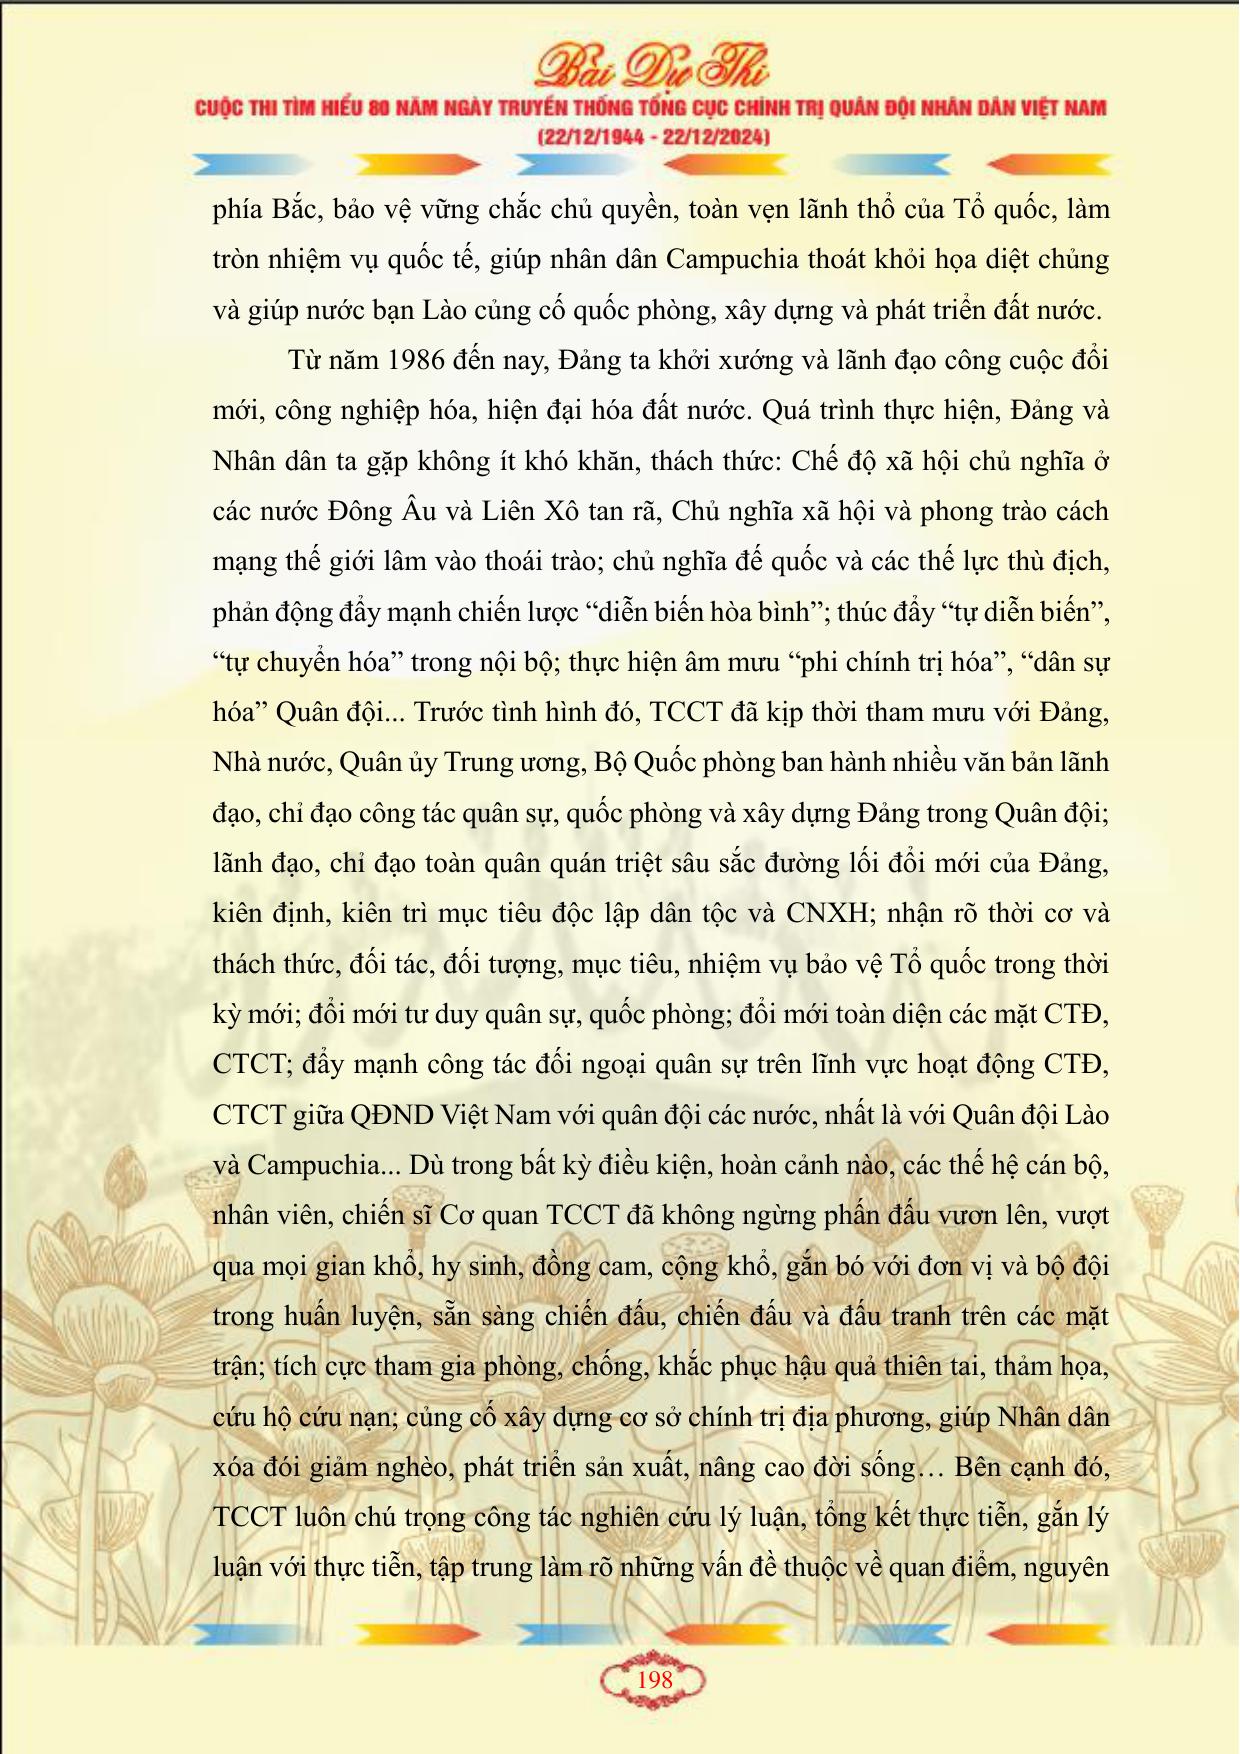 Bài Dự Thi
CUỘC THI TÌM HIỂU 80 NĂM NGÀY TRUYỀN THỐNG TỔNG CỤC CHÍNH TRỊ QUÂN ĐỘI NHÂN DÂN VIỆT NAM
(22/12/1944 - 22/12/2024)
phía Bắc, bảo vệ vững chắc chủ quyền, toàn vẹn lãnh thổ của Tổ quốc, làm
tròn nhiệm vụ quốc tế, giúp nhân dân Campuchia thoát khỏi họa diệt chủng
và giúp nước bạn Lào củng cố quốc phòng, xây dựng và phát triển đất nước.
Từ năm 1986 đến nay, Đảng ta khởi xướng và lãnh đạo công cuộc đổi
mới, công nghiệp hóa, hiện đại hóa đất nước. Quá trình thực hiện, Đảng và
Nhân dân ta gặp không ít khó khăn, thách thức: Chế độ xã hội chủ nghĩa ở
các nước Đông Âu và Liên Xô tan rã, Chủ nghĩa xã hội và phong trào cách
mạng thế giới lâm vào thoái trào; chủ nghĩa đế quốc và các thế lực thù địch,
phản động đẩy mạnh chiến lược “diễn biến hòa bình”; thúc đẩy “tự diễn biến”,
“tự chuyển hóa” trong nội bộ; thực hiện âm mưu “phi chính trị hóa”, “dân sự
hóa” Quân đội... Trước tình hình đó, TCCT đã kịp thời tham mưu với Đảng,
Nhà nước, Quân ủy Trung ương, Bộ Quốc phòng ban hành nhiều văn bản lãnh
đạo, chỉ đạo công tác quân sự, quốc phòng và xây dựng Đảng trong Quân đội;
lãnh đạo, chỉ đạo toàn quân quán triệt sâu sắc đường lối đổi mới của Đảng,
kiên định, kiên trì mục tiêu độc lập dân tộc và CNXH; nhận rõ thời cơ và
thách thức, đối tác, đối tượng, mục tiêu, nhiệm vụ bảo vệ Tổ quốc trong thời
kỳ mới; đổi mới tư duy quân sự, quốc phòng; đổi mới toàn diện các mặt CTĐ,
CTCT; đẩy mạnh công tác đối ngoại quân sự trên lĩnh vực hoạt động CTĐ,
CTCT giữa QĐND Việt Nam với quân đội các nước, nhất là với Quân đội Lào
và Campuchia... Dù trong bất kỳ điều kiện, hoàn cảnh nào, các thế hệ cán bộ,
nhân viên, chiến sĩ Cơ quan TCCT đã không ngừng phấn đấu vươn lên, vượt
qua mọi gian khổ, hy sinh, đồng cam, cộng khổ, gắn bó với đơn vị và bộ đội
trong huấn luyện, sẵn sàng chiến đấu, chiến đấu và đấu tranh trên các mặt
trận; tích cực tham gia phòng, chống, khắc phục hậu quả thiên tai, thảm họa,
cứu hộ cứu nạn; củng cố xây dựng cơ sở chính trị địa phương, giúp Nhân dân
xóa đói giảm nghèo, phát triển sản xuất, nâng cao đời sống… Bên cạnh đó,
TCCT luôn chú trọng công tác nghiên cứu lý luận, tổng kết thực tiễn, gắn lý
luận với thực tiễn, tập trung làm rõ những vấn đề thuộc về quan điểm, nguyên
198